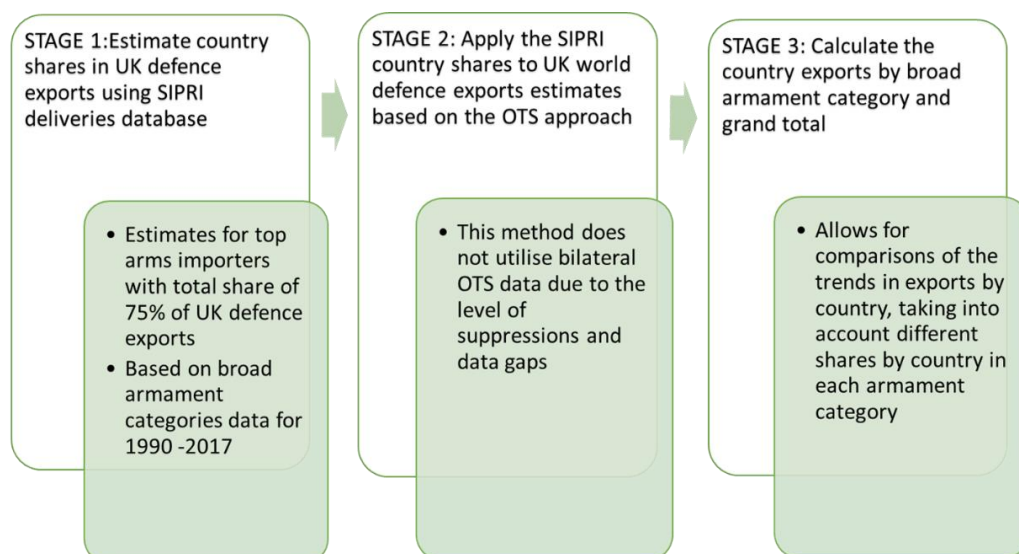 STAGE 1:Estimate country
shares in UK defence
exports using SIPRI
deliveries database
• Estimates for top
arms importers
with total share of
75% of UK defence
exports
• Based on broad
armament
categories data for
1990 -2017
STAGE 2: Apply the SIPRI
country shares to UK world
defence exports estimates
based on the OTS approach
• This method does
not utilise bilateral
OTS data due to the
level of
suppressions and
data gaps
STAGE 3: Calculate the
country exports by broad
armament category and
grand total
• Allows for
comparisons of the
trends in exports by
country, taking into
account different
shares by country in
each armament
category